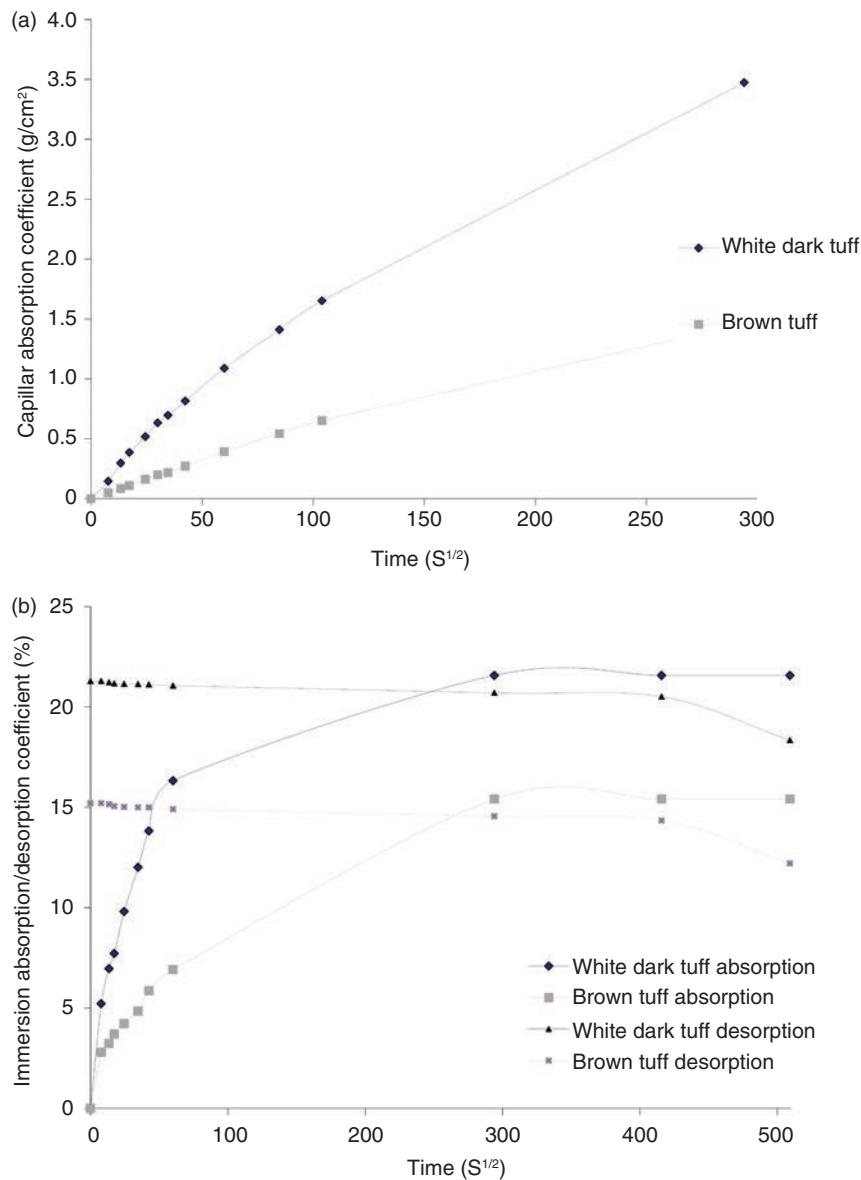 (a)
4.0
3.5
3.0
2.5
2.0
1.5
1.0
0.5
0
Capillar absorption coefficient (g/cm²)
0 50 100 150 200 250 300
Time (S¹/²)
White dark tuff
Brown tuff
(b)
25
20
15
10
5
0
Immersion absorption/desorption coefficient (%)
0 100 200 300 400 500
Time (S¹/²)
White dark tuff absorption
Brown tuff absorption
White dark tuff desorption
Brown tuff desorption